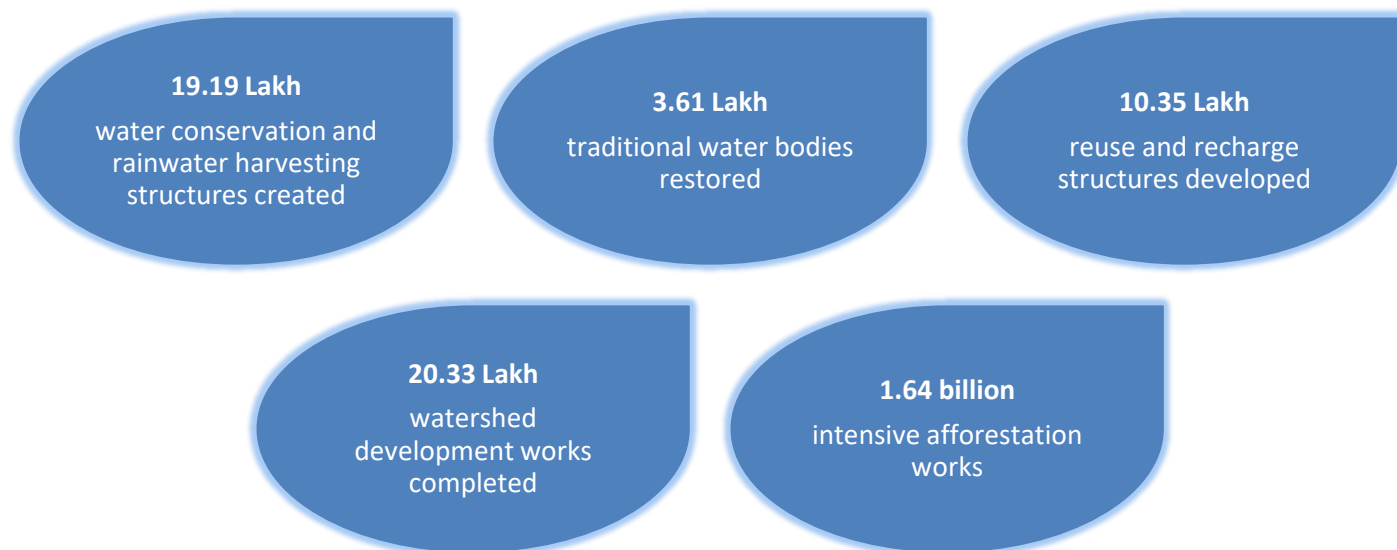 19.19 Lakh
water conservation and
rainwater harvesting
structures created
3.61 Lakh
traditional water bodies
restored
10.35 Lakh
reuse and recharge
structures developed
20.33 Lakh
watershed
development works
completed
1.64 billion
intensive afforestation
works